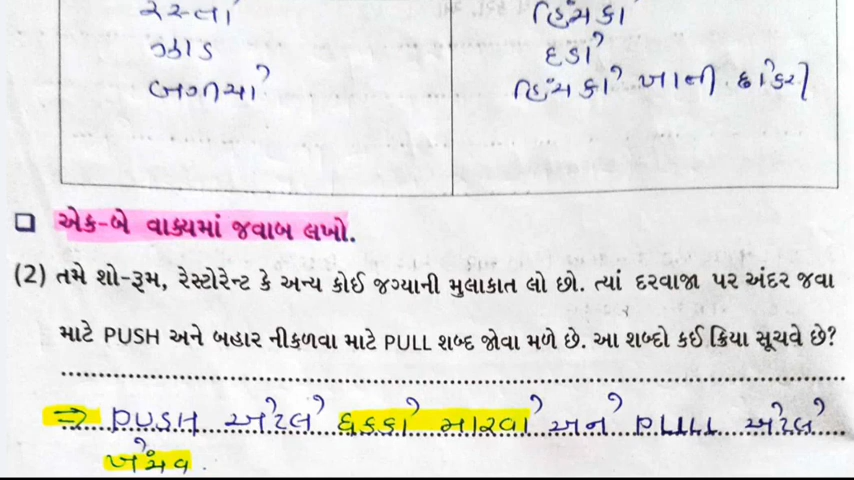 રસ્તા હિંચકા
ઝાડ દડો
બગીચો હિંચકો ખાતી છોકરી
એક-બે વાક્યમાં જવાબ લખો.
(2) તમે શો-રૂમ, રેસ્ટોરેન્ટ કે અન્ય કોઈ જગ્યાની મુલાકાત લો છો. ત્યાં દરવાજા પર અંદર જવા
માટે PUSH અને બહાર નીકળવા માટે PULL શબ્દ જોવા મળે છે. આ શબ્દો કઈ ક્રિયા સૂચવે છે?
⇒ PUSH એટલે ધક્કો મારવો અને PULL એટલે
ખેંચવું.